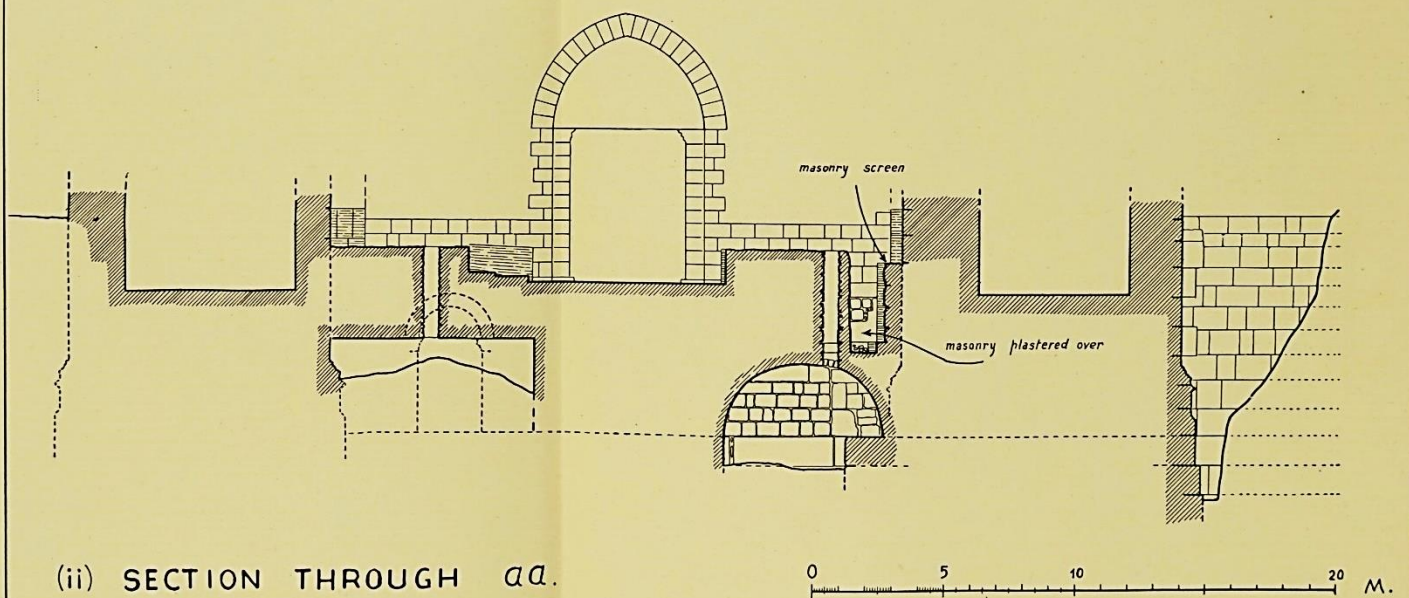 masonry screen
masonry plastered over
(ii) SECTION THROUGH aa.
0 5 10 20 M.